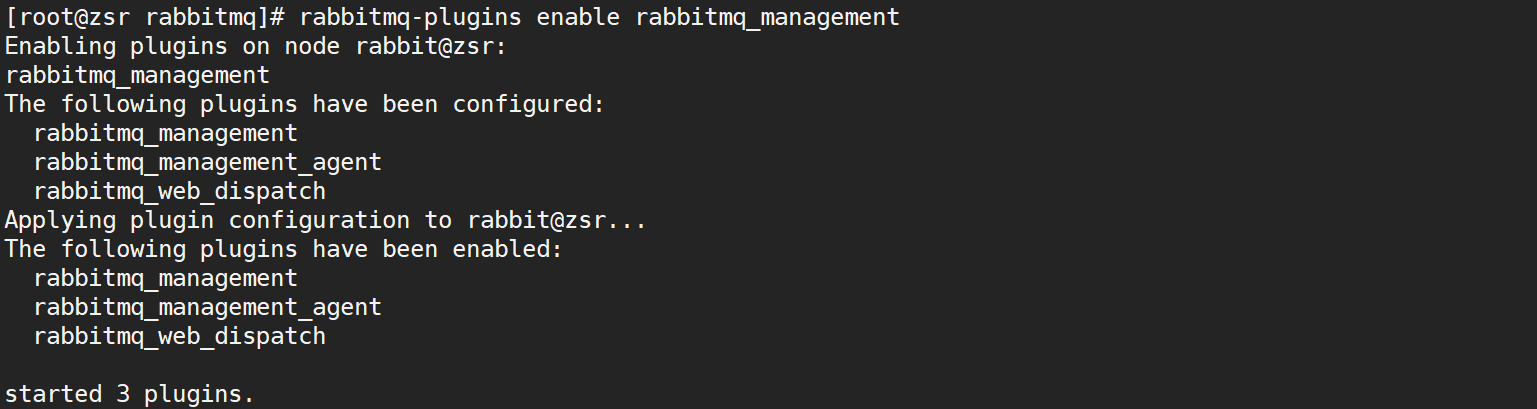 [root@zsr rabbitmq]# rabbitmq-plugins enable rabbitmq_management
Enabling plugins on node rabbit@zsr:
rabbitmq_management
The following plugins have been configured:
  rabbitmq_management
  rabbitmq_management_agent
  rabbitmq_web_dispatch
Applying plugin configuration to rabbit@zsr...
The following plugins have been enabled:
  rabbitmq_management
  rabbitmq_management_agent
  rabbitmq_web_dispatch

started 3 plugins.